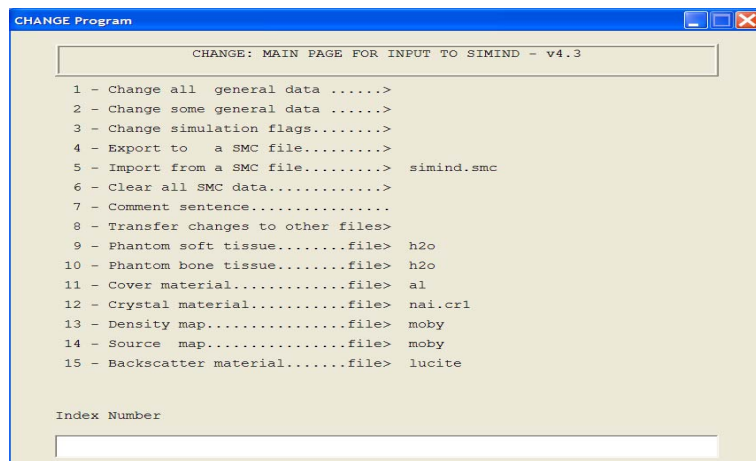 CHANGE Program
CHANGE: MAIN PAGE FOR INPUT TO SIMIND - v4.3
1 - Change all general data ......>
2 - Change some general data ......>
3 - Change simulation flags........>
4 - Export to a SMC file.........>
5 - Import from a SMC file.........> simind.smc
6 - Clear all SMC data.............>
7 - Comment sentence................
8 - Transfer changes to other files>
9 - Phantom soft tissue........file> h2o
10 - Phantom bone tissue........file> h2o
11 - Cover material.............file> al
12 - Crystal material...........file> nai.cr1
13 - Density map................file> moby
14 - Source map................file> moby
15 - Backscatter material.......file> lucite
Index Number